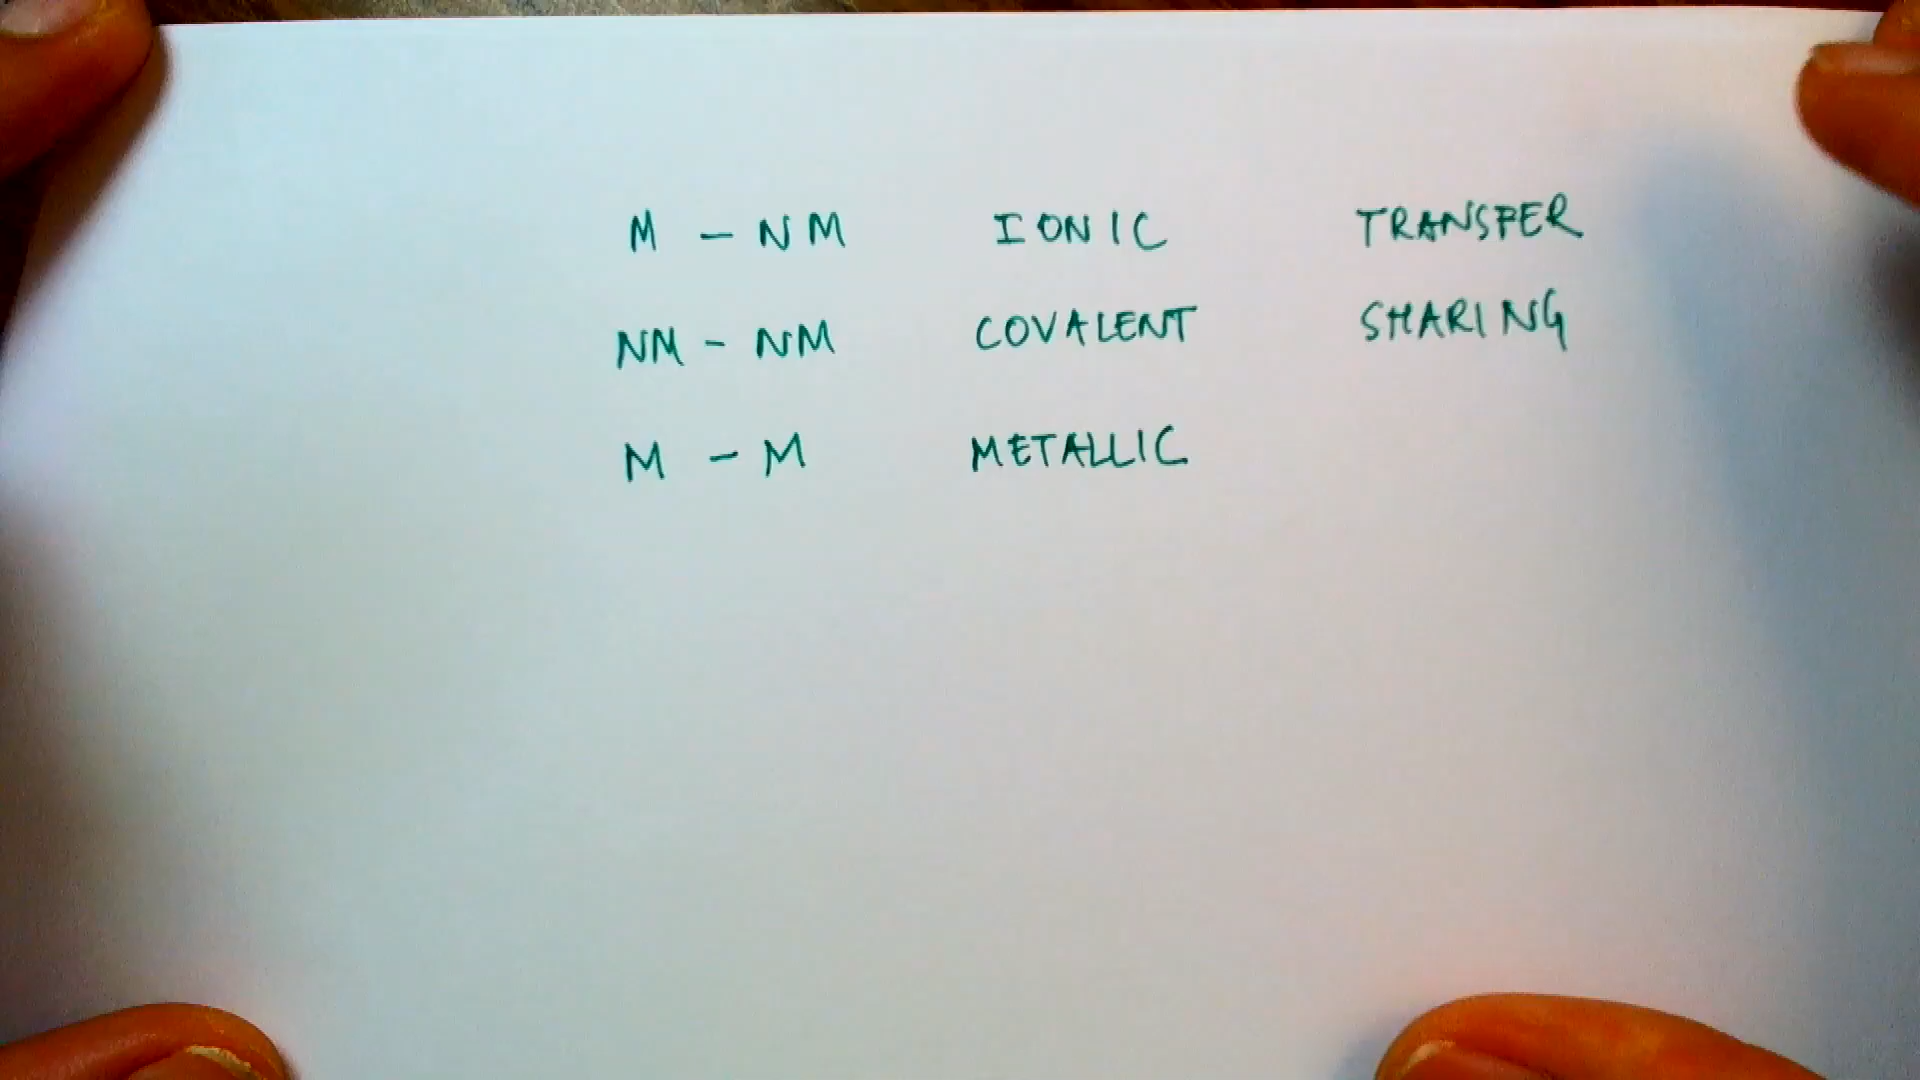 M - NM IONIC TRANSFER
NM - NM COVALENT SHARING
M - M METALLIC